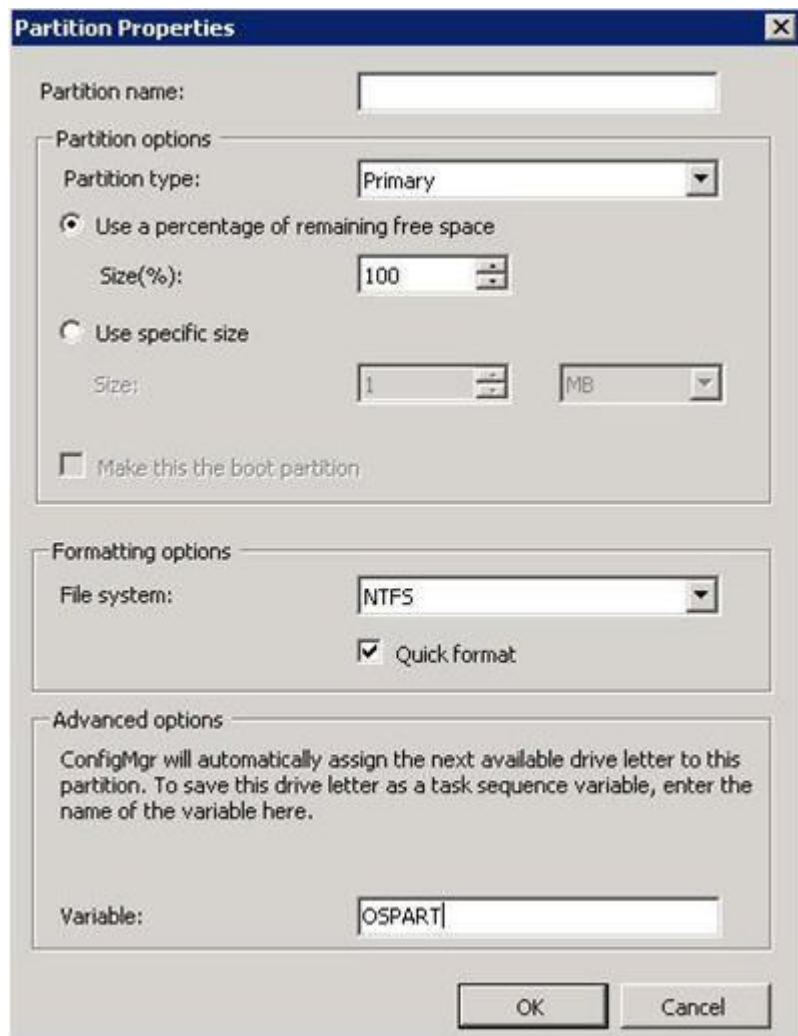 Partition Properties
Partition name:
Partition options
Partition type: Primary
Use a percentage of remaining free space
Size(%): 100
Use specific size
Size: 1 MB
Make this the boot partition
Formatting options
File system: NTFS
Quick format
Advanced options
ConfigMgr will automatically assign the next available drive letter to this
partition. To save this drive letter as a task sequence variable, enter the
name of the variable here.
Variable: OSPART
OK Cancel